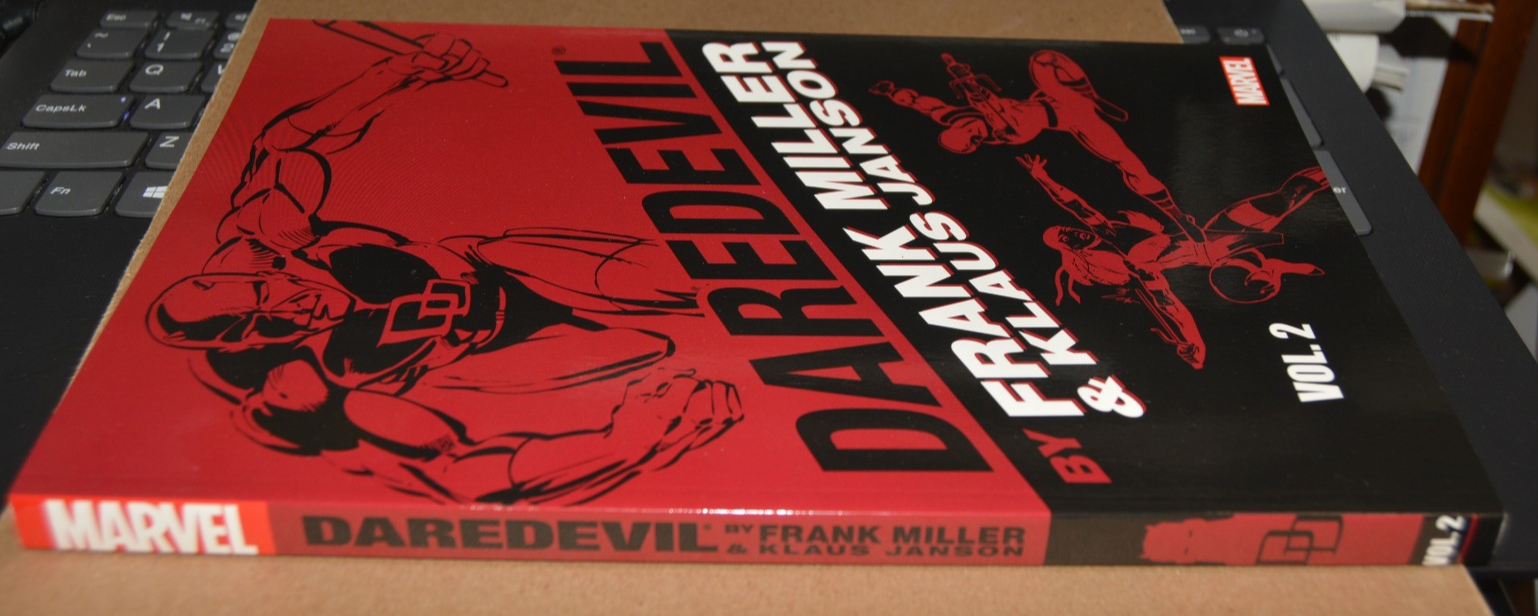 DAREDEVIL®
BY FRANK MILLER
& KLAUS JANSON
MARVEL
VOL. 2
MARVEL
DAREDEVIL® BY FRANK MILLER
& KLAUS JANSON
VOL. 2
Esc
~ `
! 1
Tab
Q
CapsLk
A
Shift
Z
Fn